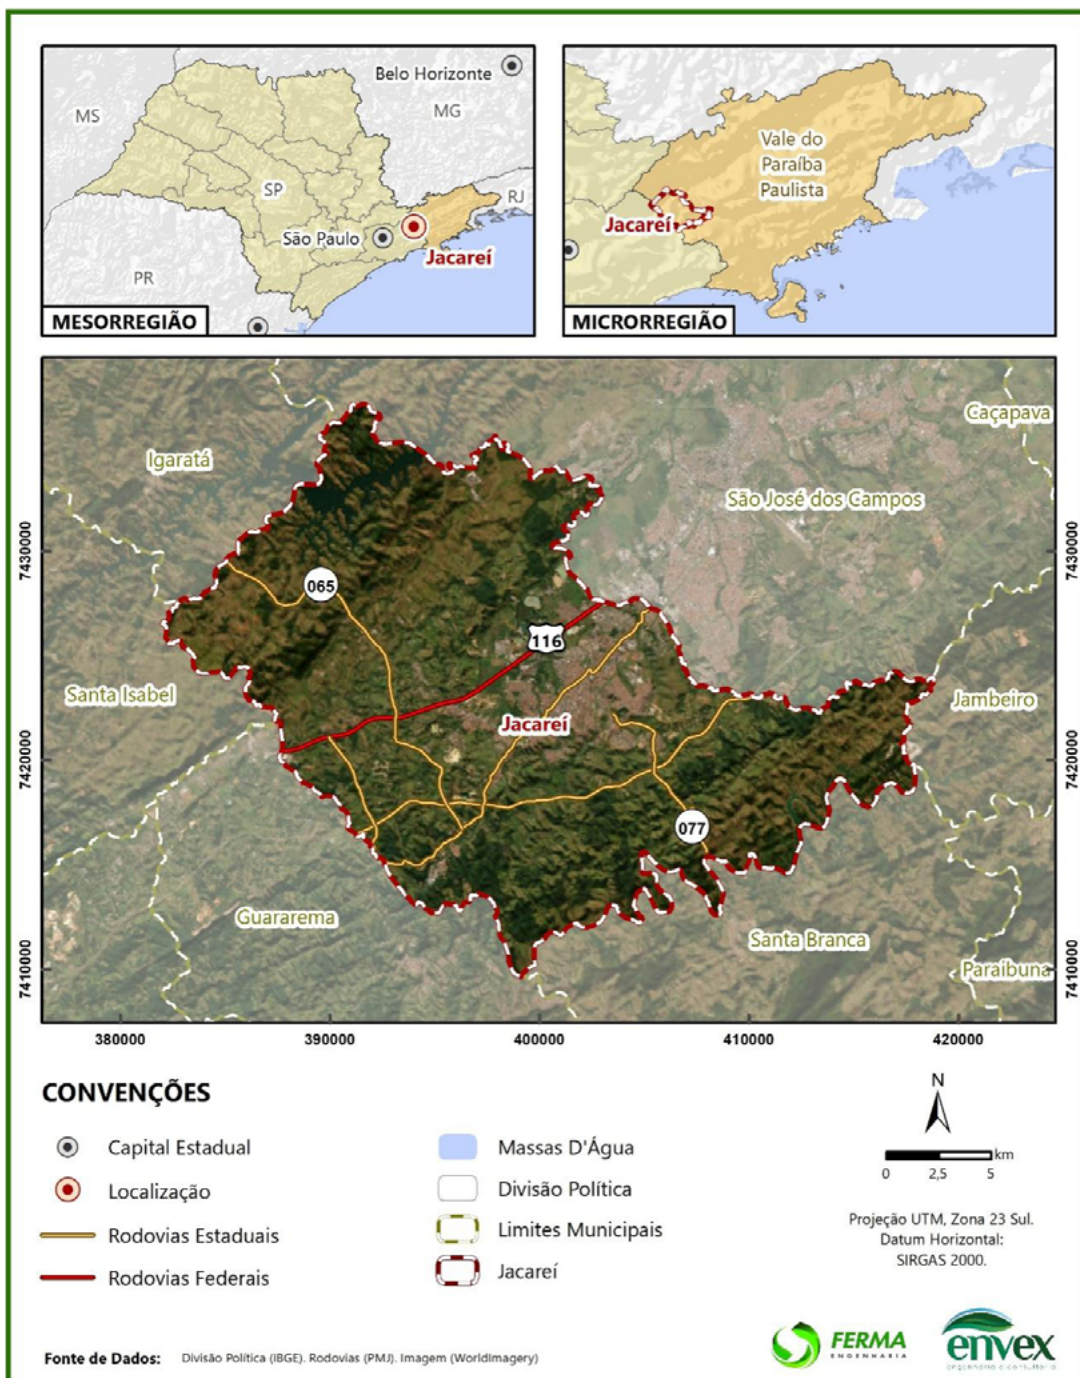 Belo Horizonte
MS
MG
SP
RJ
São Paulo
Jacareí
PR
MESORREGIÃO
Vale do
Paraíba
Paulista
Jacareí
MICRORREGIÃO
Caçapava
Igaratá
São José dos Campos
7430000
7430000
065
116
Santa Isabel
Jambeiro
Jacareí
7420000
7420000
077
Guararema
Santa Branca
Paraibuna
7410000
7410000
380000
390000
400000
410000
420000
CONVENÇÕES
Capital Estadual
Localização
Rodovias Estaduais
Rodovias Federais
Massas D'Água
Divisão Política
Limites Municipais
Jacareí
N
km
0 2,5 5
Projeção UTM, Zona 23 Sul.
Datum Horizontal:
SIRGAS 2000.
Fonte de Dados: Divisão Política (IBGE). Rodovias (PMJ). Imagem (WorldImagery)
FERMA
ENGENHARIA
envex
engenharia e consultoria